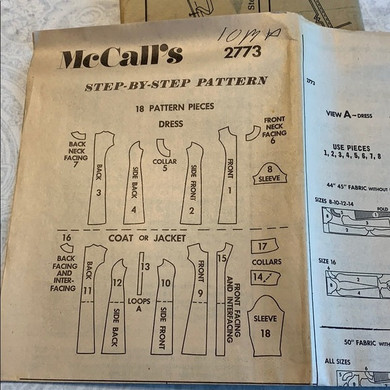 10 M A
McCall's
2773
STEP-BY-STEP PATTERN
18 PATTERN PIECES
DRESS
BACK
NECK
FACING
7
BACK
3
SIDE BACK
4
COLLAR
5
SIDE FRONT
2
FRONT
1
FRONT
NECK
FACING
6
8
SLEEVE
COAT OR JACKET
16
BACK
FACING
AND
INTER-
FACING
BACK
11
12
SIDE BACK
13
LOOPS
A
10
SIDE FRONT
FRONT
9
15
FRONT FACING
AND INTERFACING
17
COLLARS
14
SLEEVE
18
2773
VIEW A-DRESS
USE PIECES
1, 2, 3, 4, 5, 6, 7, 8
44" 45" FABRIC WITHOUT
SIZES 8-10-12-14
FOLD
SIZE 16
50" FABRIC WITH
ALL SIZES